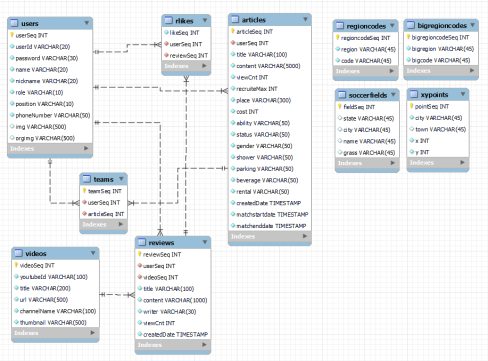 users
userSeq INT
userId VARCHAR(20)
password VARCHAR(30)
name VARCHAR(20)
nickname VARCHAR(20)
role VARCHAR(10)
position VARCHAR(10)
phoneNumber VARCHAR(50)
img VARCHAR(500)
orgimg VARCHAR(500)
Indexes
rlikes
likeSeq INT
userSeq INT
reviewSeq INT
Indexes
articles
articleSeq INT
userSeq INT
title VARCHAR(100)
content VARCHAR(5000)
viewCnt INT
recruiteMax INT
place VARCHAR(300)
cost INT
ability VARCHAR(50)
status VARCHAR(50)
gender VARCHAR(50)
shower VARCHAR(50)
parking VARCHAR(50)
beverage VARCHAR(50)
rental VARCHAR(50)
createdDate TIMESTAMP
matchstartdate TIMESTAMP
matchenddate TIMESTAMP
Indexes
regioncodes
regioncodeSeq INT
region VARCHAR(45)
code VARCHAR(45)
Indexes
bigregioncodes
bigregioncodeSeq INT
bigregion VARCHAR(45)
bigcode VARCHAR(45)
Indexes
soccerfields
fieldSeq INT
state VARCHAR(45)
city VARCHAR(45)
name VARCHAR(45)
grass VARCHAR(45)
Indexes
xypoints
pointSeq INT
city VARCHAR(45)
town VARCHAR(45)
x INT
y INT
Indexes
teams
teamSeq INT
userSeq INT
articleSeq INT
Indexes
videos
videoSeq INT
youtubeId VARCHAR(100)
title VARCHAR(200)
url VARCHAR(500)
channelName VARCHAR(100)
thumbnail VARCHAR(500)
Indexes
reviews
reviewSeq INT
userSeq INT
videoSeq INT
title VARCHAR(100)
content VARCHAR(1000)
writer VARCHAR(30)
viewCnt INT
createdDate TIMESTAMP
Indexes